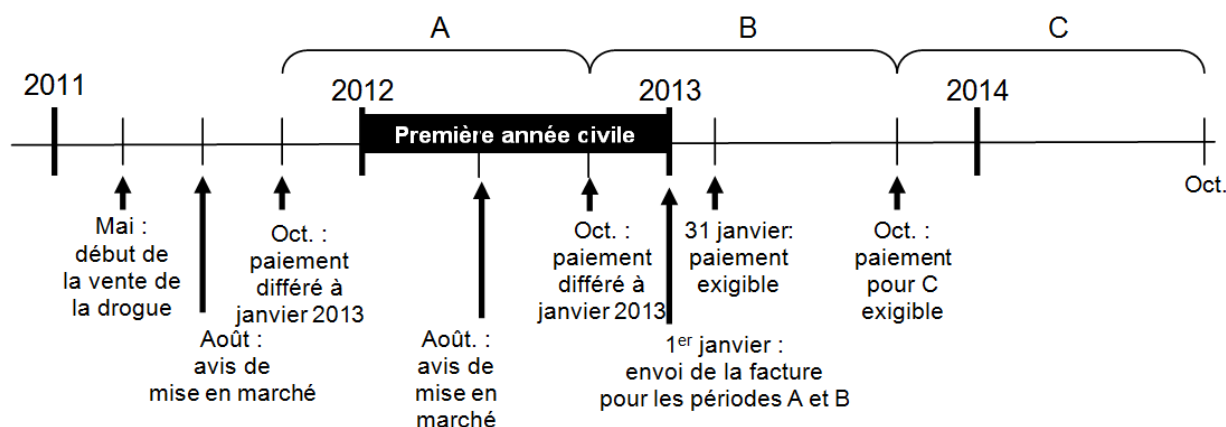 A
B
C
2011
2012
2013
2014
Première année civile
Oct.
Mai :
début de
la vente de
la drogue
Août :
avis de
mise en marché
Oct. :
paiement
différé à
janvier 2013
Août. :
avis de
mise en
marché
Oct. :
paiement
différé à
janvier 2013
1er janvier :
envoi de la facture
pour les périodes A et B
31 janvier:
paiement
exigible
Oct. :
paiement
pour C
exigible